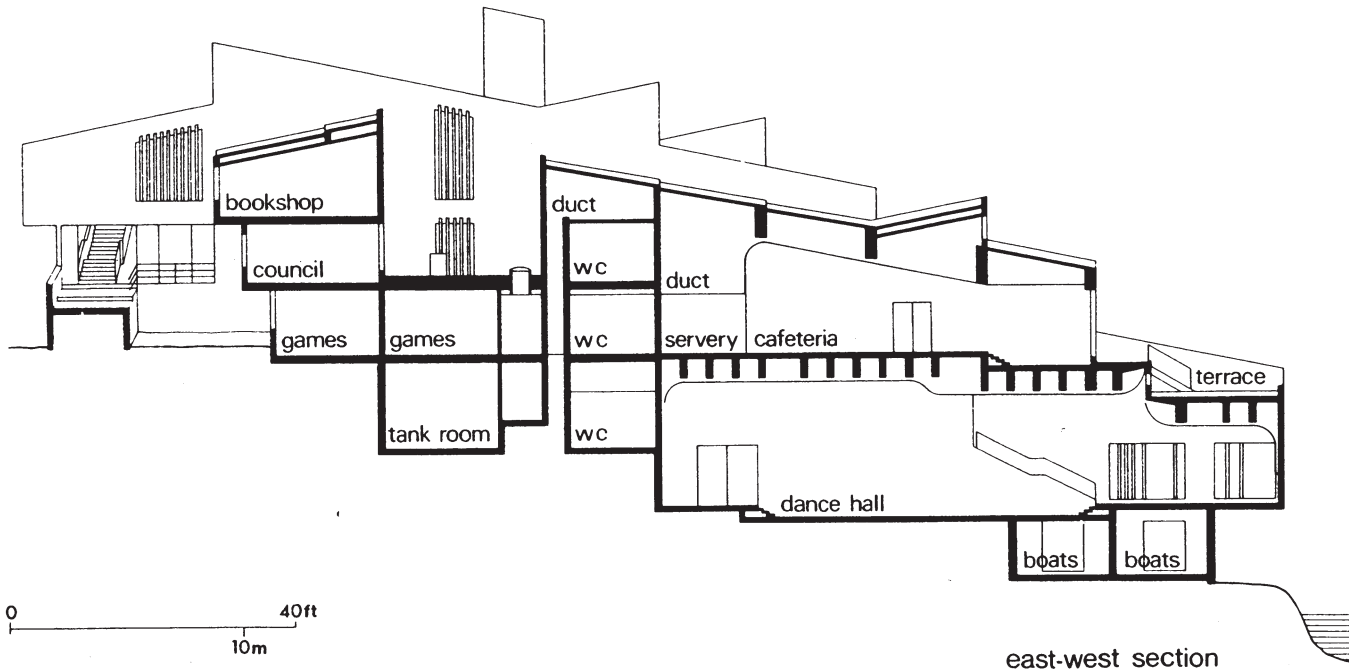 bookshop
duct
council
wc
duct
games
games
wc
servery
cafeteria
terrace
tank room
wc
dance hall
boats
boats
0
40ft
10m
east-west section